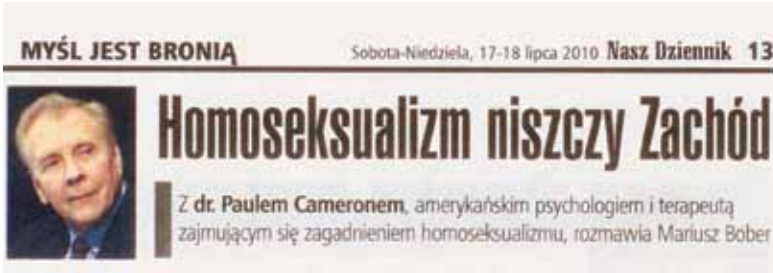 MYŚL JEST BRONIĄ
Sobota-Niedziela, 17-18 lipca 2010 Nasz Dziennik 13
Homoseksualizm niszczy Zachód
Z dr. Paulem Cameronem, amerykańskim psychologiem i terapeutą
zajmującym się zagadnieniem homoseksualizmu, rozmawia Mariusz Bober